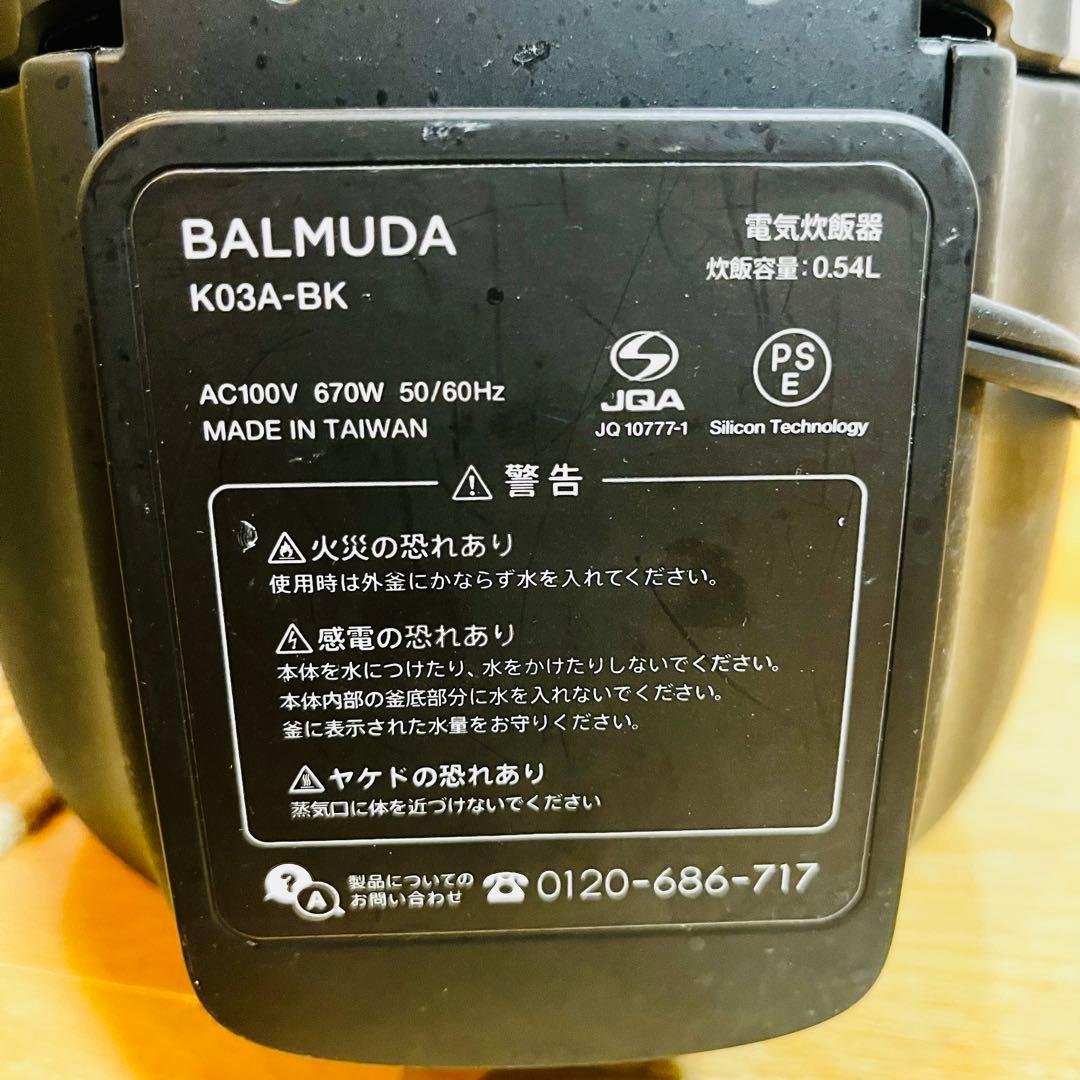 BALMUDA
K03A-BK
電気炊飯器
炊飯容量:0.54L
AC100V 670W 50/60Hz
MADE IN TAIWAN
JQA
JQ 10777-1
PS
E
Silicon Technology
警告
火災の恐れあり
使用時は外釜にかならず水を入れてください。
感電の恐れあり
本体を水につけたり、水をかけたりしないでください。
本体内部の釜底部分に水を入れないでください。
釜に表示された水量をお守りください。
ヤケドの恐れあり
蒸気口に体を近づけないでください
? A
製品についての
お問い合わせ
0120-686-717